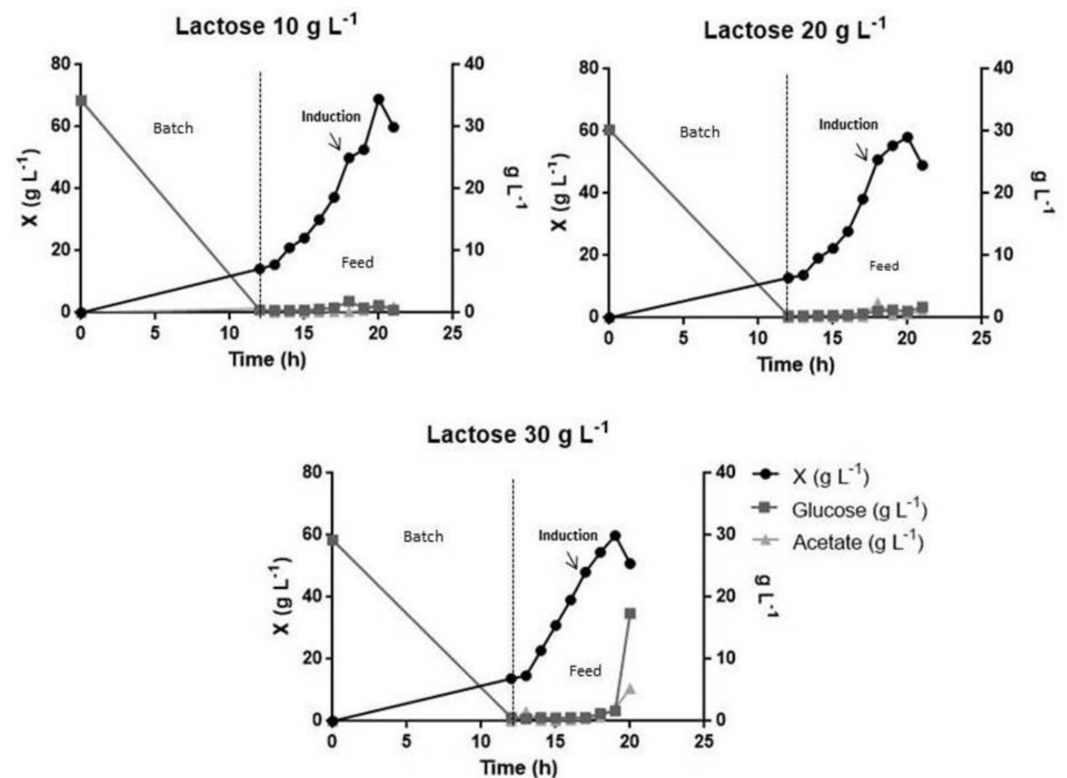 Lactose 10 g L-1
80
60
40
20
0
X (g L-1)
40
30
20
10
0
g L-1
Batch
Induction
Feed
0 5 10 15 20 25
Time (h)
Lactose 20 g L-1
80
60
40
20
0
X (g L-1)
40
30
20
10
0
g L-1
Batch
Induction
Feed
0 5 10 15 20 25
Time (h)
Lactose 30 g L-1
80
60
40
20
0
X (g L-1)
40
30
20
10
0
g L-1
Batch
Induction
Feed
0 5 10 15 20 25
Time (h)
X (g L-1)
Glucose (g L-1)
Acetate (g L-1)